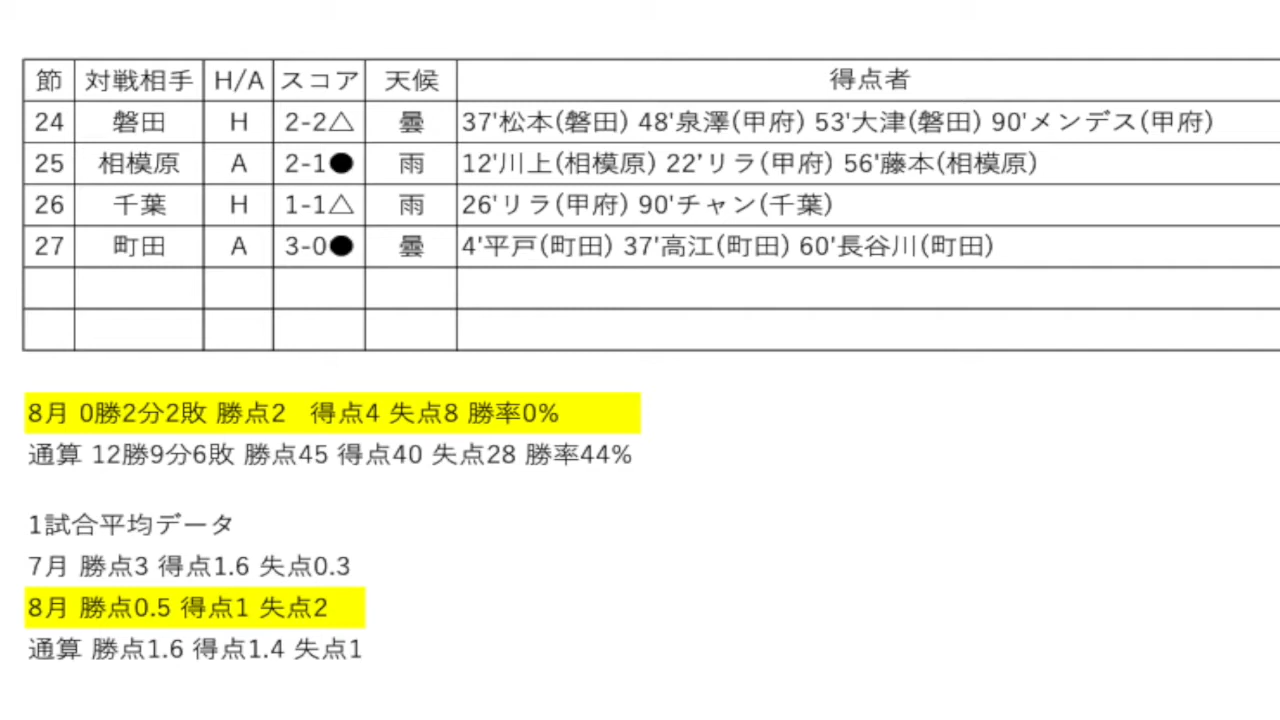 節 対戦相手 H/A スコア 天候 得点者
24 磐田 H 2-2△ 曇 37'松本(磐田) 48'泉澤(甲府) 53'大津(磐田) 90'メンデス(甲府)
25 相模原 A 2-1● 雨 12'川上(相模原) 22’リラ(甲府) 56'藤本(相模原)
26 千葉 H 1-1△ 雨 26'リラ(甲府) 90'チャン(千葉)
27 町田 A 3-0● 曇 4'平戸(町田) 37'高江(町田) 60'長谷川(町田)
8月 0勝2分2敗 勝点2　得点4 失点8 勝率0%
通算 12勝9分6敗 勝点45 得点40 失点28 勝率44%
1試合平均データ
7月 勝点3 得点1.6 失点0.3
8月 勝点0.5 得点1 失点2
通算 勝点1.6 得点1.4 失点1